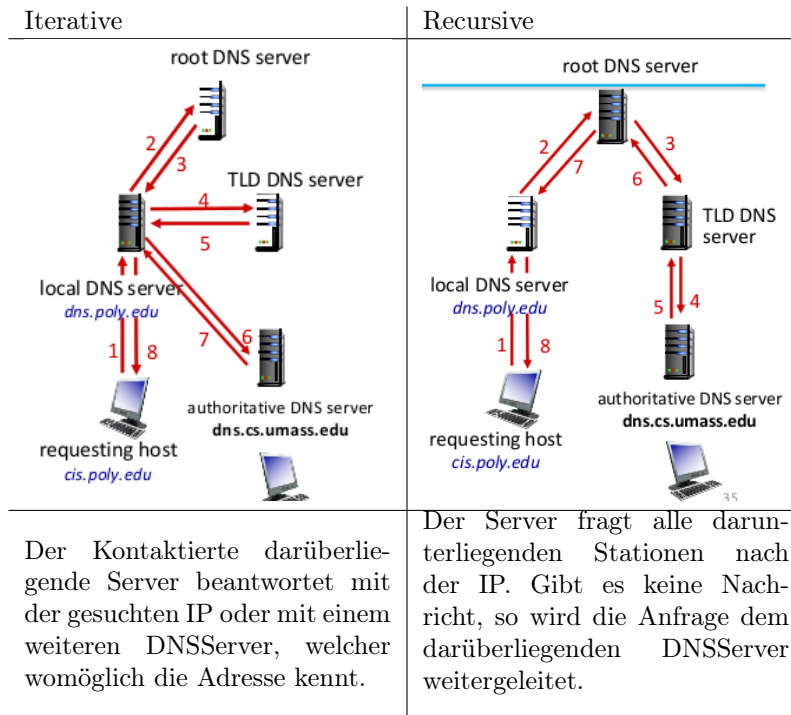 Iterative
Recursive
root DNS server
2
3
TLD DNS server
4
5
local DNS server
dns.poly.edu
6
7
1
8
authoritative DNS server
dns.cs.umass.edu
requesting host
cis.poly.edu
root DNS server
2
3
7
6
TLD DNS
server
local DNS server
dns.poly.edu
5
4
1
8
authoritative DNS server
dns.cs.umass.edu
requesting host
cis.poly.edu
35
Der Kontaktierte darüberlie-
gende Server beantwortet mit
der gesuchten IP oder mit einem
weiteren DNSServer, welcher
womöglich die Adresse kennt.
Der Server fragt alle darun-
terliegenden Stationen nach
der IP. Gibt es keine Nach-
richt, so wird die Anfrage dem
darüberliegenden DNSServer
weitergeleitet.